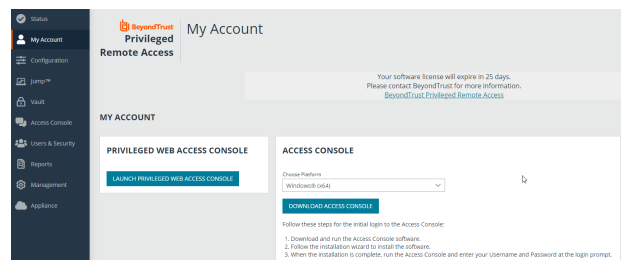 Status
My Account
Configuration
Jump™
Vault
Access Console
Users & Security
Reports
Management
Appliance
BeyondTrust
Privileged
Remote Access
My Account
Your software license will expire in 25 days.
Please contact BeyondTrust for more information.
BeyondTrust Privileged Remote Access
MY ACCOUNT
PRIVILEGED WEB ACCESS CONSOLE
LAUNCH PRIVILEGED WEB ACCESS CONSOLE
ACCESS CONSOLE
Choose Platform
Windows® (x64)
DOWNLOAD ACCESS CONSOLE
Follow these steps for the initial login to the Access Console:
1. Download and run the Access Console software.
2. Follow the installation wizard to install the software.
3. When the installation is complete, run the Access Console and enter your Username and Password at the login prompt.